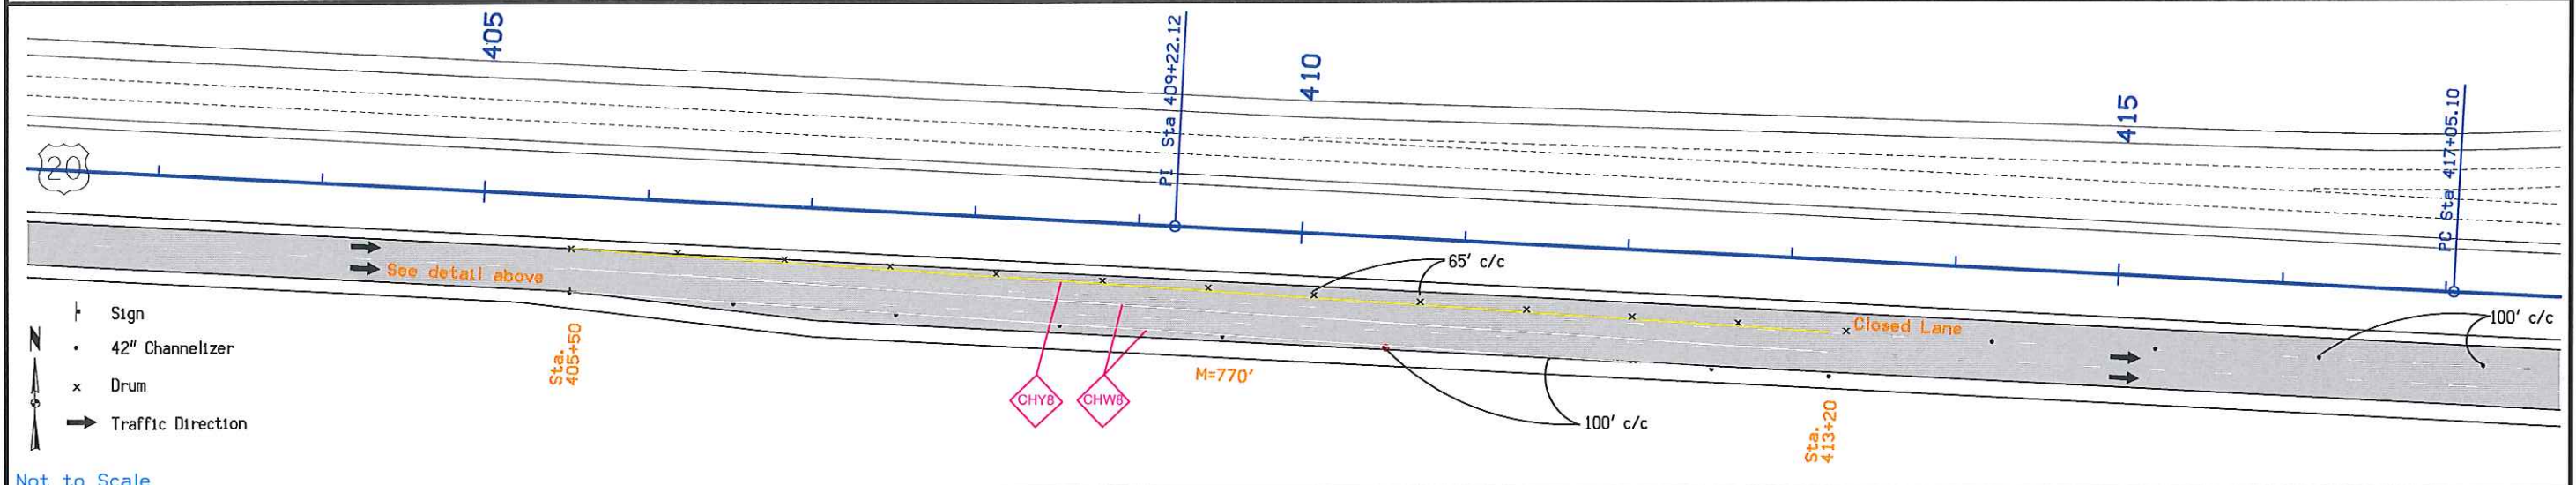 405
PI Sta 409+22.12
410
415
PC Sta 417+05.10
20
See detail above
65' c/c
Closed Lane
100' c/c
Sign
42" Channelizer
Drum
Traffic Direction
N
Sta. 405+50
CHY8
CHW8
M=770'
100' c/c
Sta. 413+20
Not to Scale